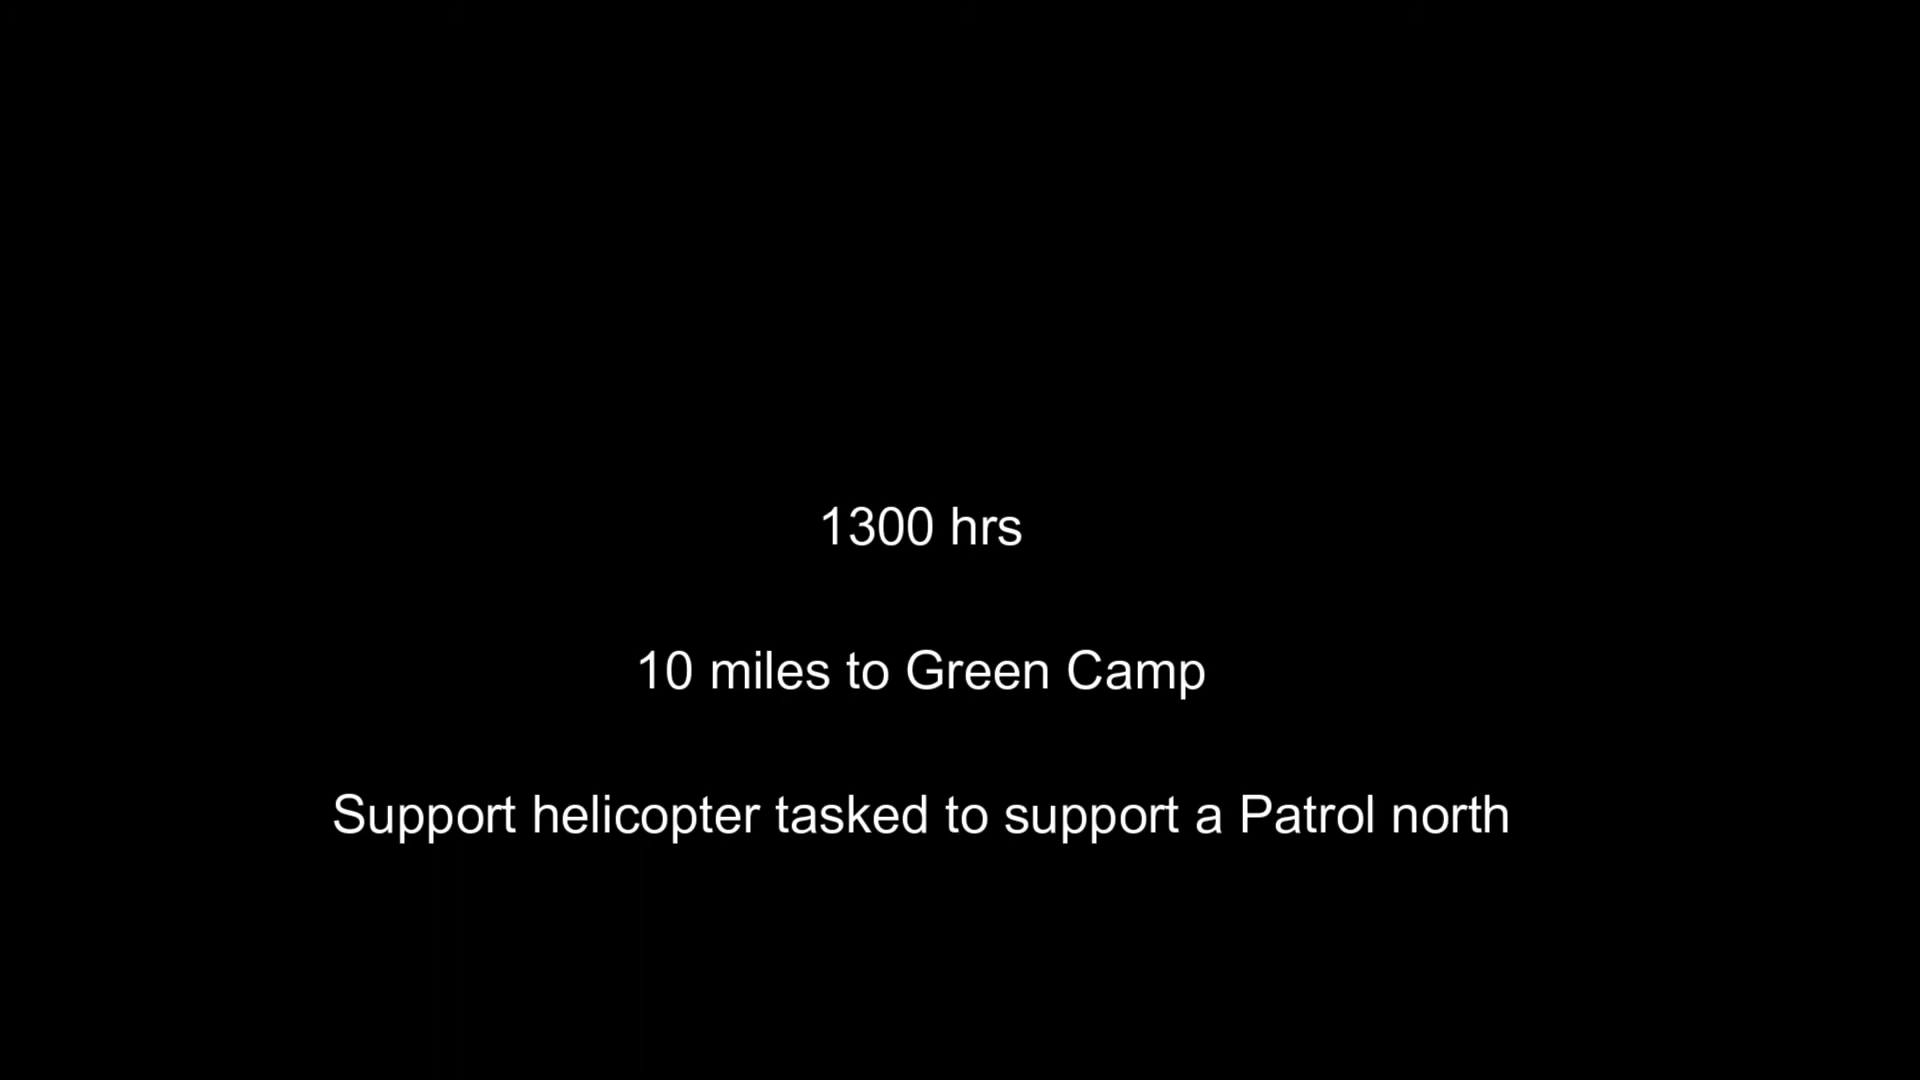 1300 hrs
10 miles to Green Camp
Support helicopter tasked to support a Patrol north